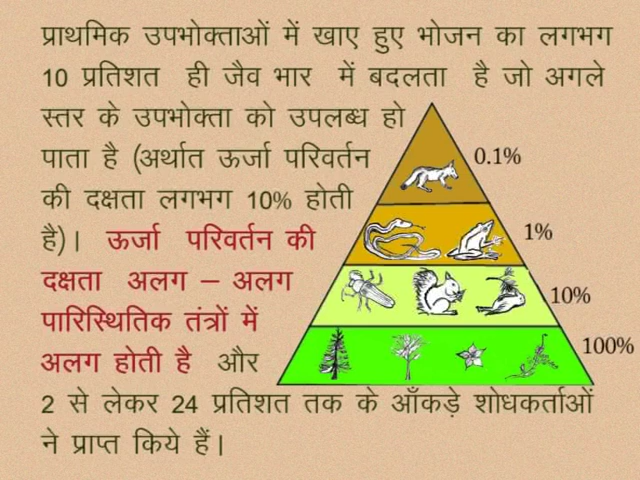 प्राथमिक उपभोक्ताओं में खाए हुए भोजन का लगभग
10 प्रतिशत ही जैव भार में बदलता है जो अगले
स्तर के उपभोक्ता को उपलब्ध हो
पाता है (अर्थात ऊर्जा परिवर्तन
की दक्षता लगभग 10% होती
है)। ऊर्जा परिवर्तन की
दक्षता अलग – अलग
पारिस्थितिक तंत्रों में
अलग होती है और
2 से लेकर 24 प्रतिशत तक के आँकड़े शोधकर्ताओं
ने प्राप्त किये हैं।
0.1%
1%
10%
100%